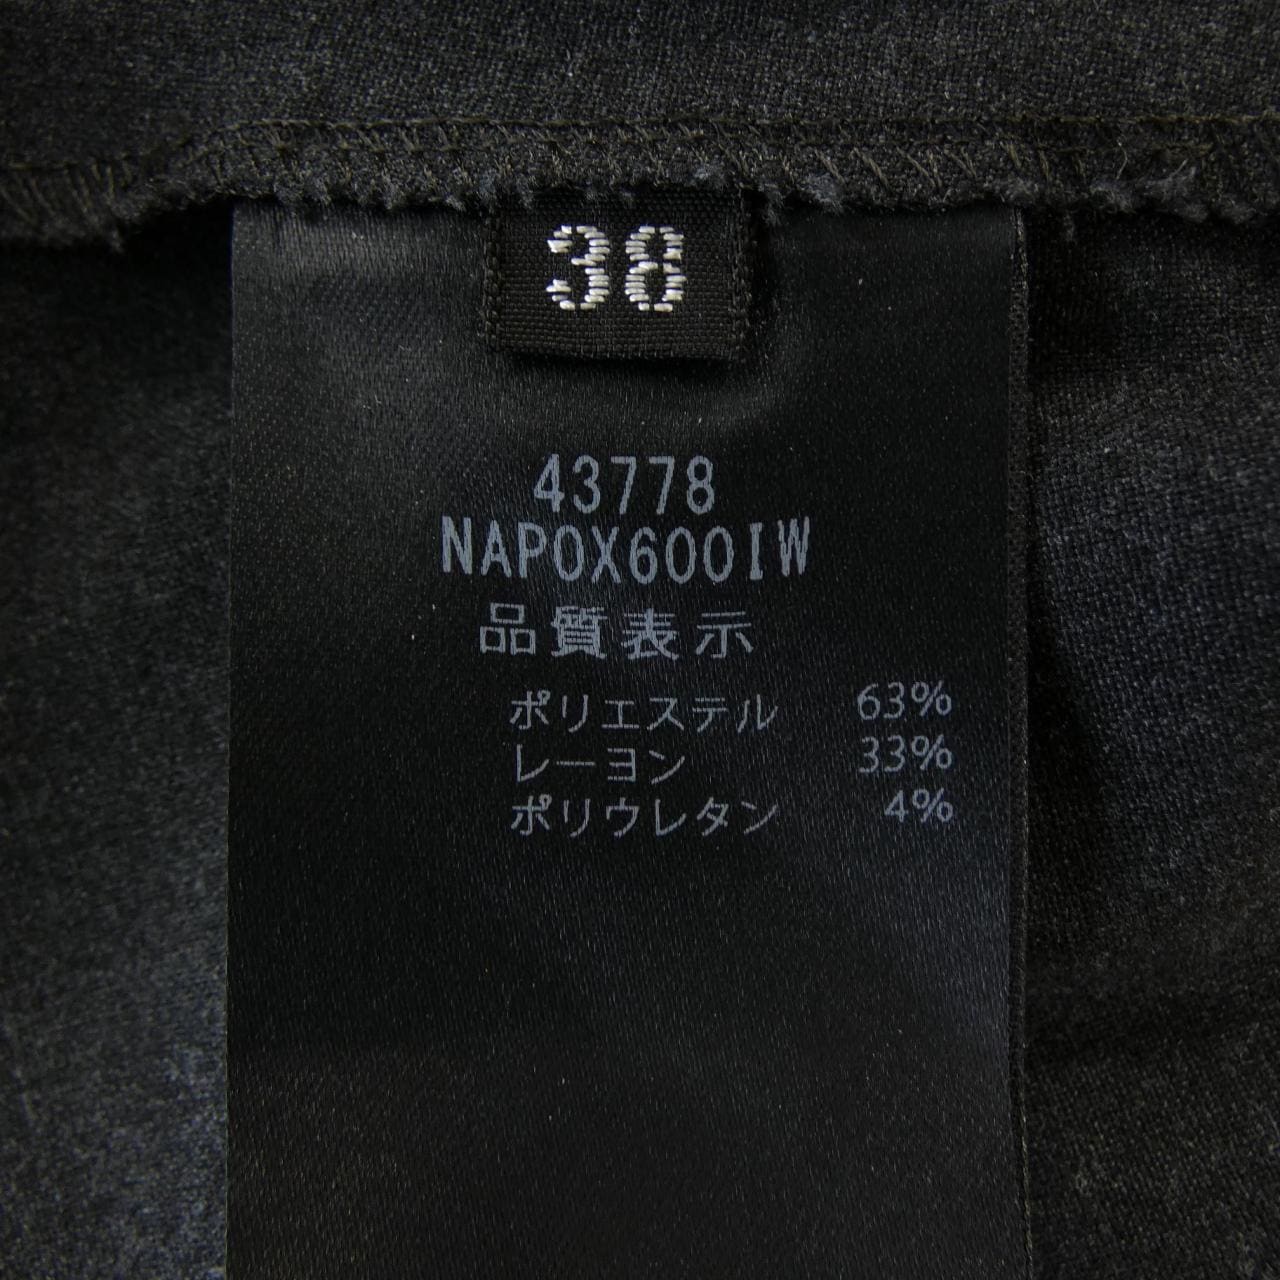 38
43778
NAPOX600IW
品質表示
ポリエステル 63%
レーヨン 33%
ポリウレタン 4%